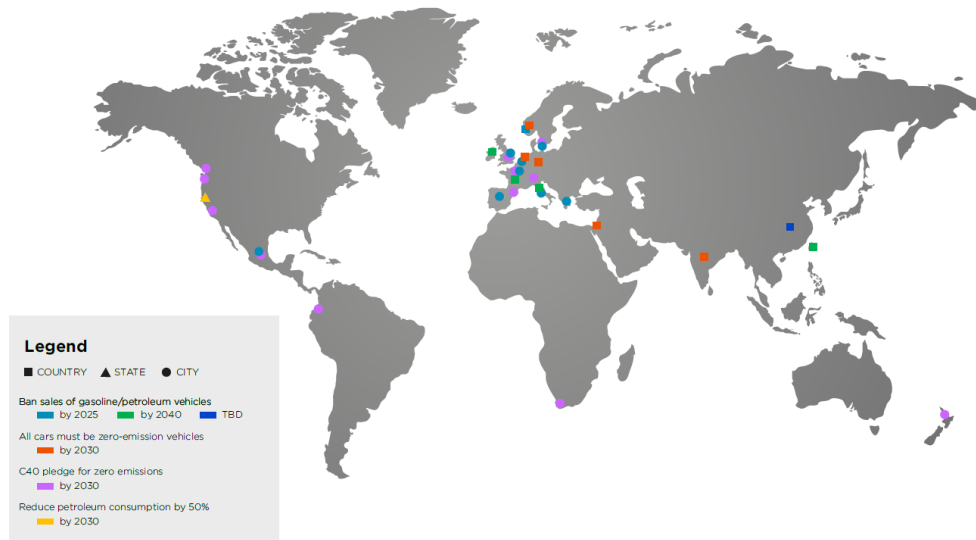 Legend
COUNTRY STATE CITY
Ban sales of gasoline/petroleum vehicles
by 2025 by 2040 TBD
All cars must be zero-emission vehicles
by 2030
C40 pledge for zero emissions
by 2030
Reduce petroleum consumption by 50%
by 2030